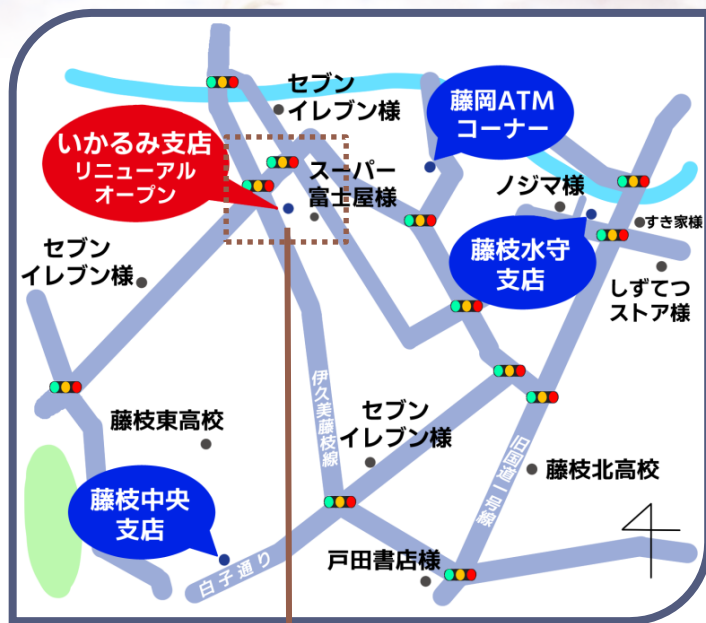 セブン
イレブン様
いかるみ支店
リニューアル
オープン
藤岡ATM
コーナー
スーパー
富士屋様
ノジマ様
すき家様
藤枝水守
支店
しずてつ
ストア様
セブン
イレブン様
伊久美藤枝線
セブン
イレブン様
旧国道一号線
藤枝東高校
藤枝北高校
藤枝中央
支店
白子通り
戸田書店様